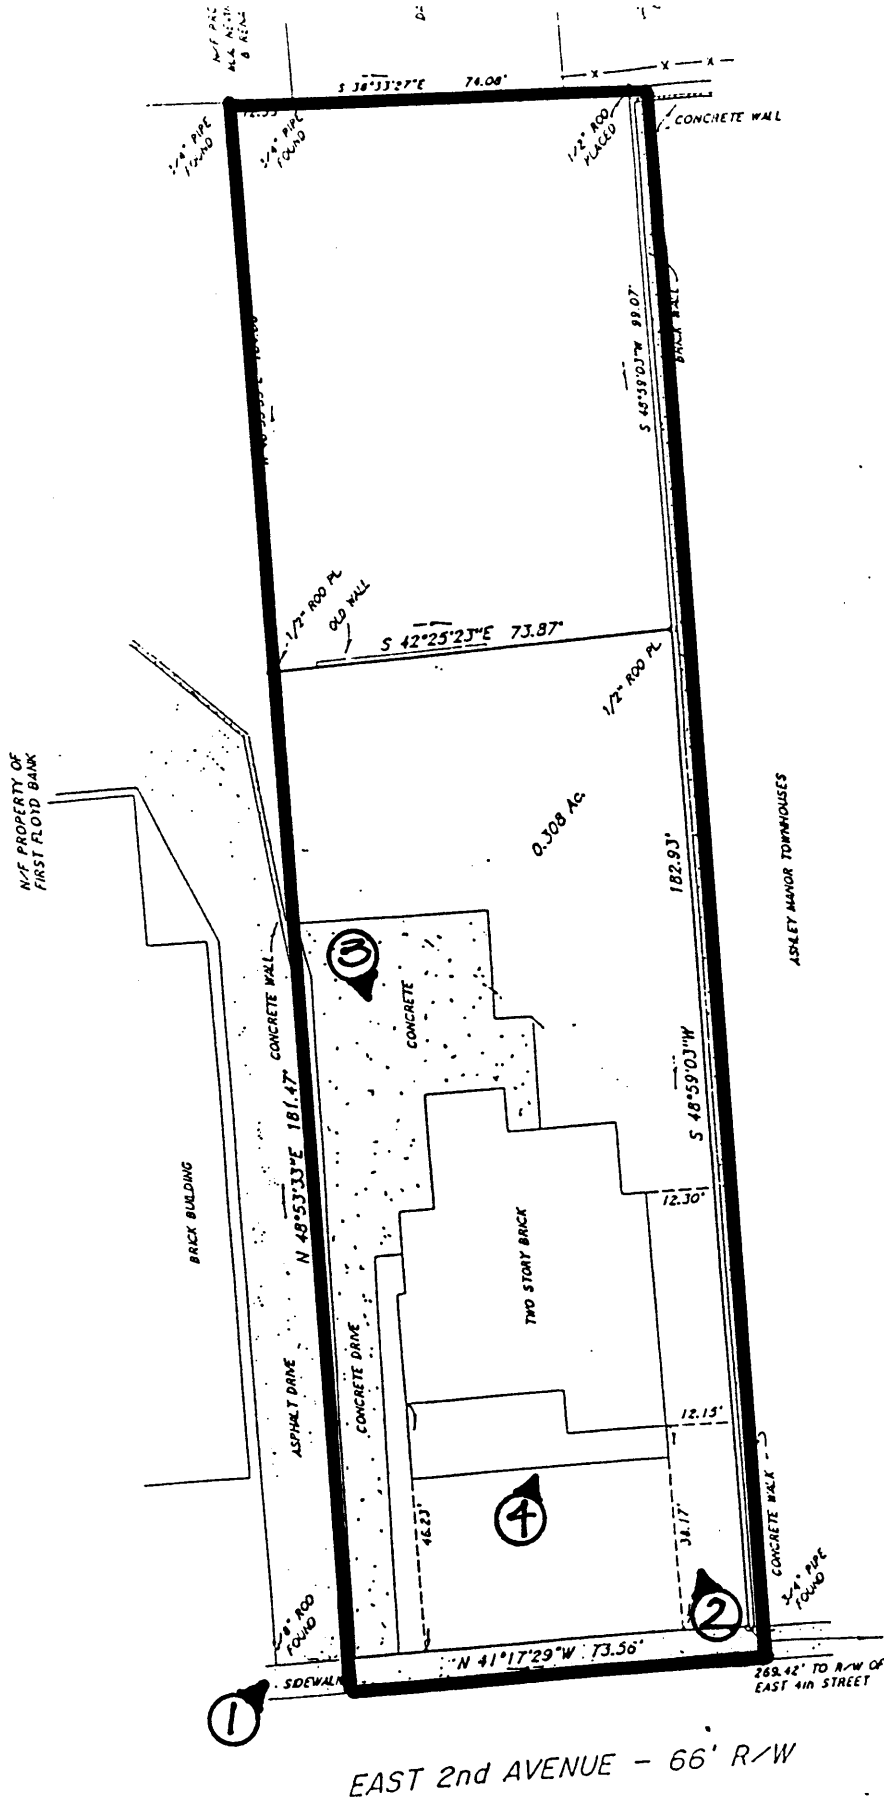 N/F PRC
& RENE
DE
S 38°33'27"E 74.08'
3/4" PIPE
FOUND
3/4" PIPE
FOUND
1/2" ROD
PLACED
CONCRETE WALL
BRICK WALL
S 48°59'03"W 99.07'
1/2" ROD PL
OLD WALL
S 42°25'23"E 73.87'
1/2" ROD PL
N/F PROPERTY OF
FIRST FLOYD BANK
0.308 Ac.
182.93'
S 48°59'03"W
ASHLEY MANOR TOWNHOUSES
3
CONCRETE WALL
CONCRETE
N 48°53'33"E 181.47'
BRICK BUILDING
12.30'
TWO STORY BRICK
ASPHALT DRIVE
CONCRETE DRIVE
12.15'
4
46.23'
38.17'
CONCRETE WALK
2
3/4" PIPE
FOUND
ROD
FOUND
N 41°17'29"W 73.56'
SIDEWALK
1
269.42' TO R/W OF
EAST 4th STREET
EAST 2nd AVENUE - 66' R/W